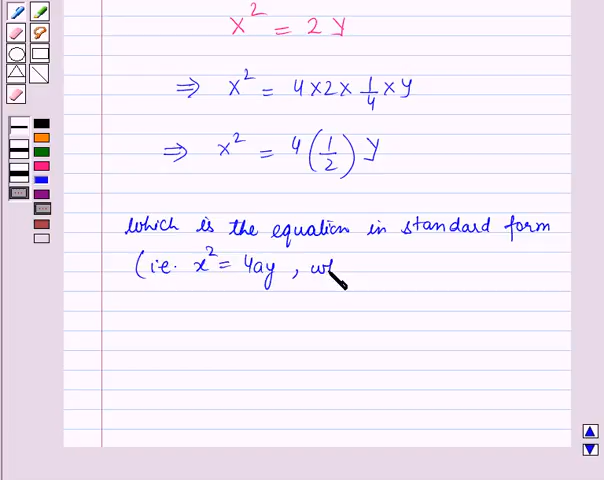 x² = 2y
⇒ x² = 4×2×1/4×y
⇒ x² = 4(1/2)y
which is the equation in standard form
(i.e. x² = 4ay ,